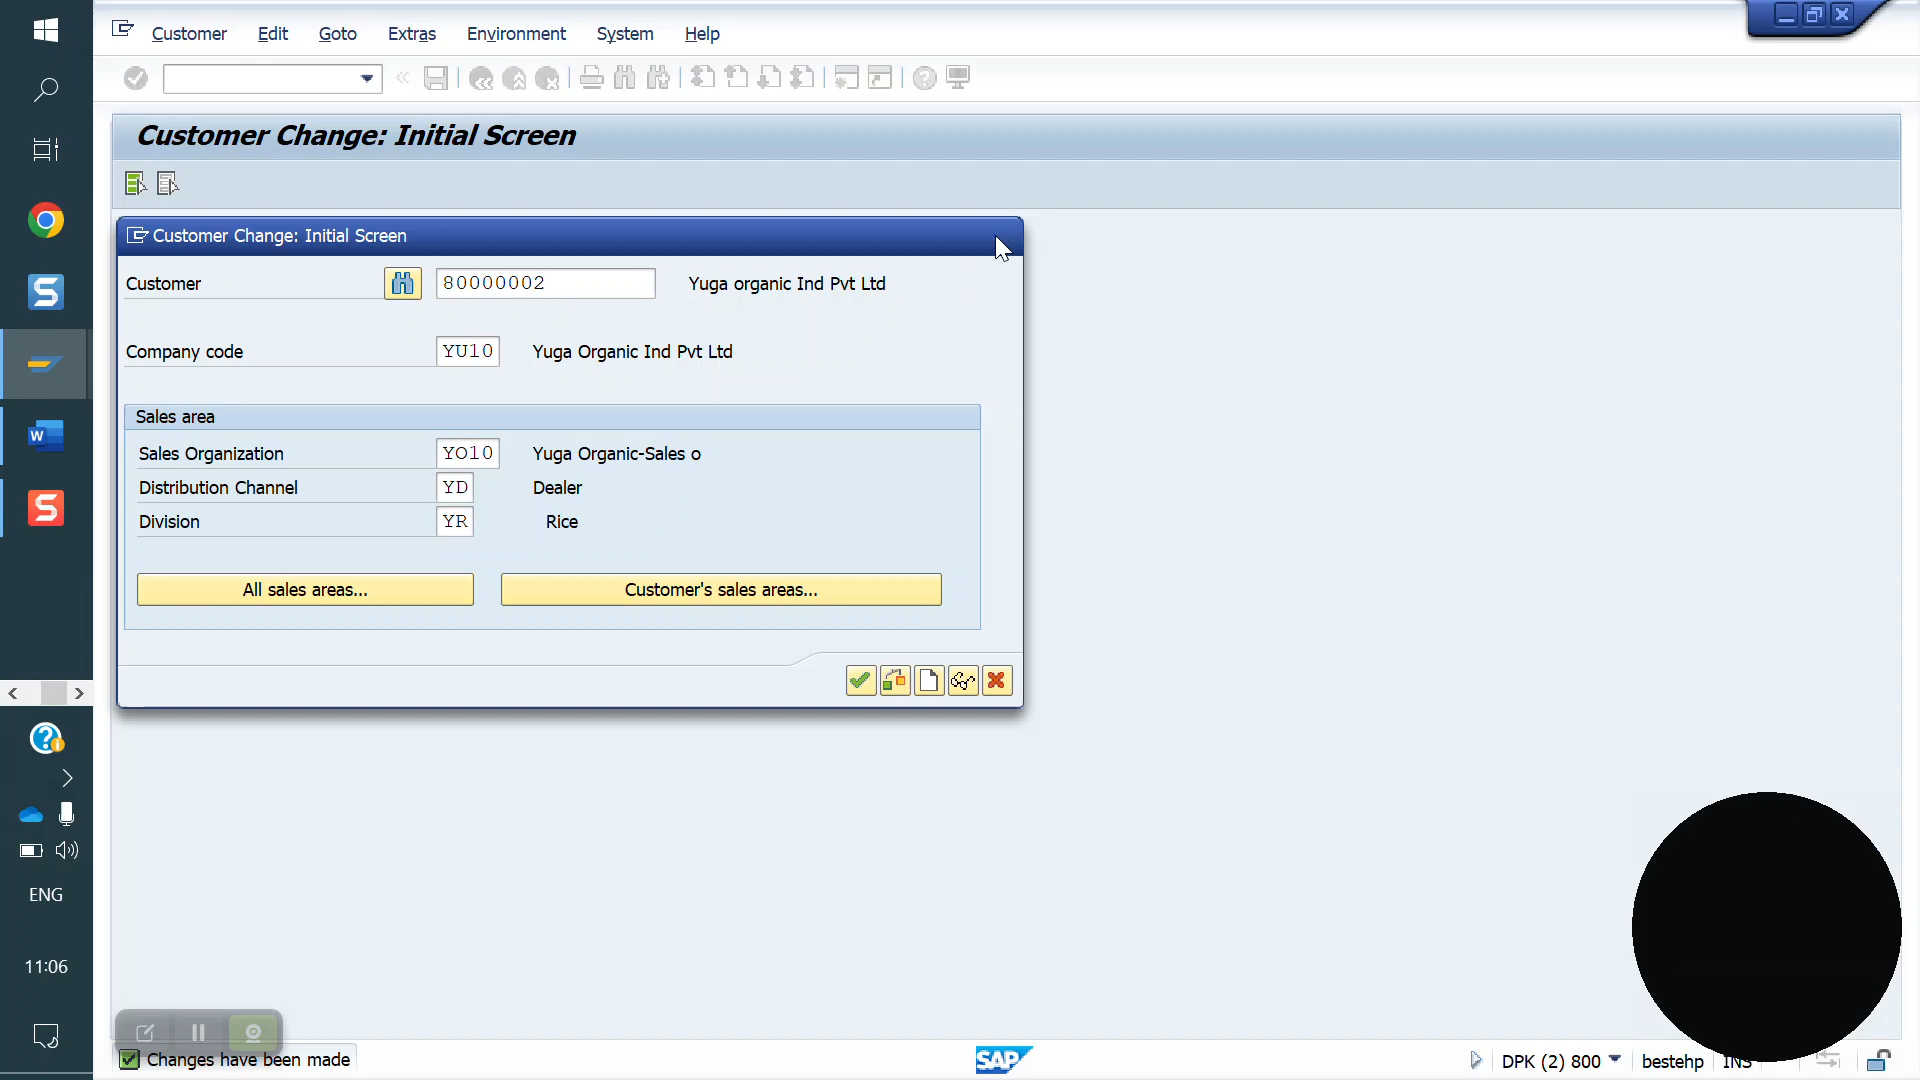 Customer Edit Goto Extras Environment System Help
Customer Change: Initial Screen
Customer Change: Initial Screen
Customer 80000002 Yuga organic Ind Pvt Ltd
Company code YU10 Yuga Organic Ind Pvt Ltd
Sales area
Sales Organization YO10 Yuga Organic-Sales o
Distribution Channel YD Dealer
Division YR Rice
All sales areas... Customer's sales areas...
ENG
11:06
Changes have been made SAP DPK (2) 800 bestehp INS